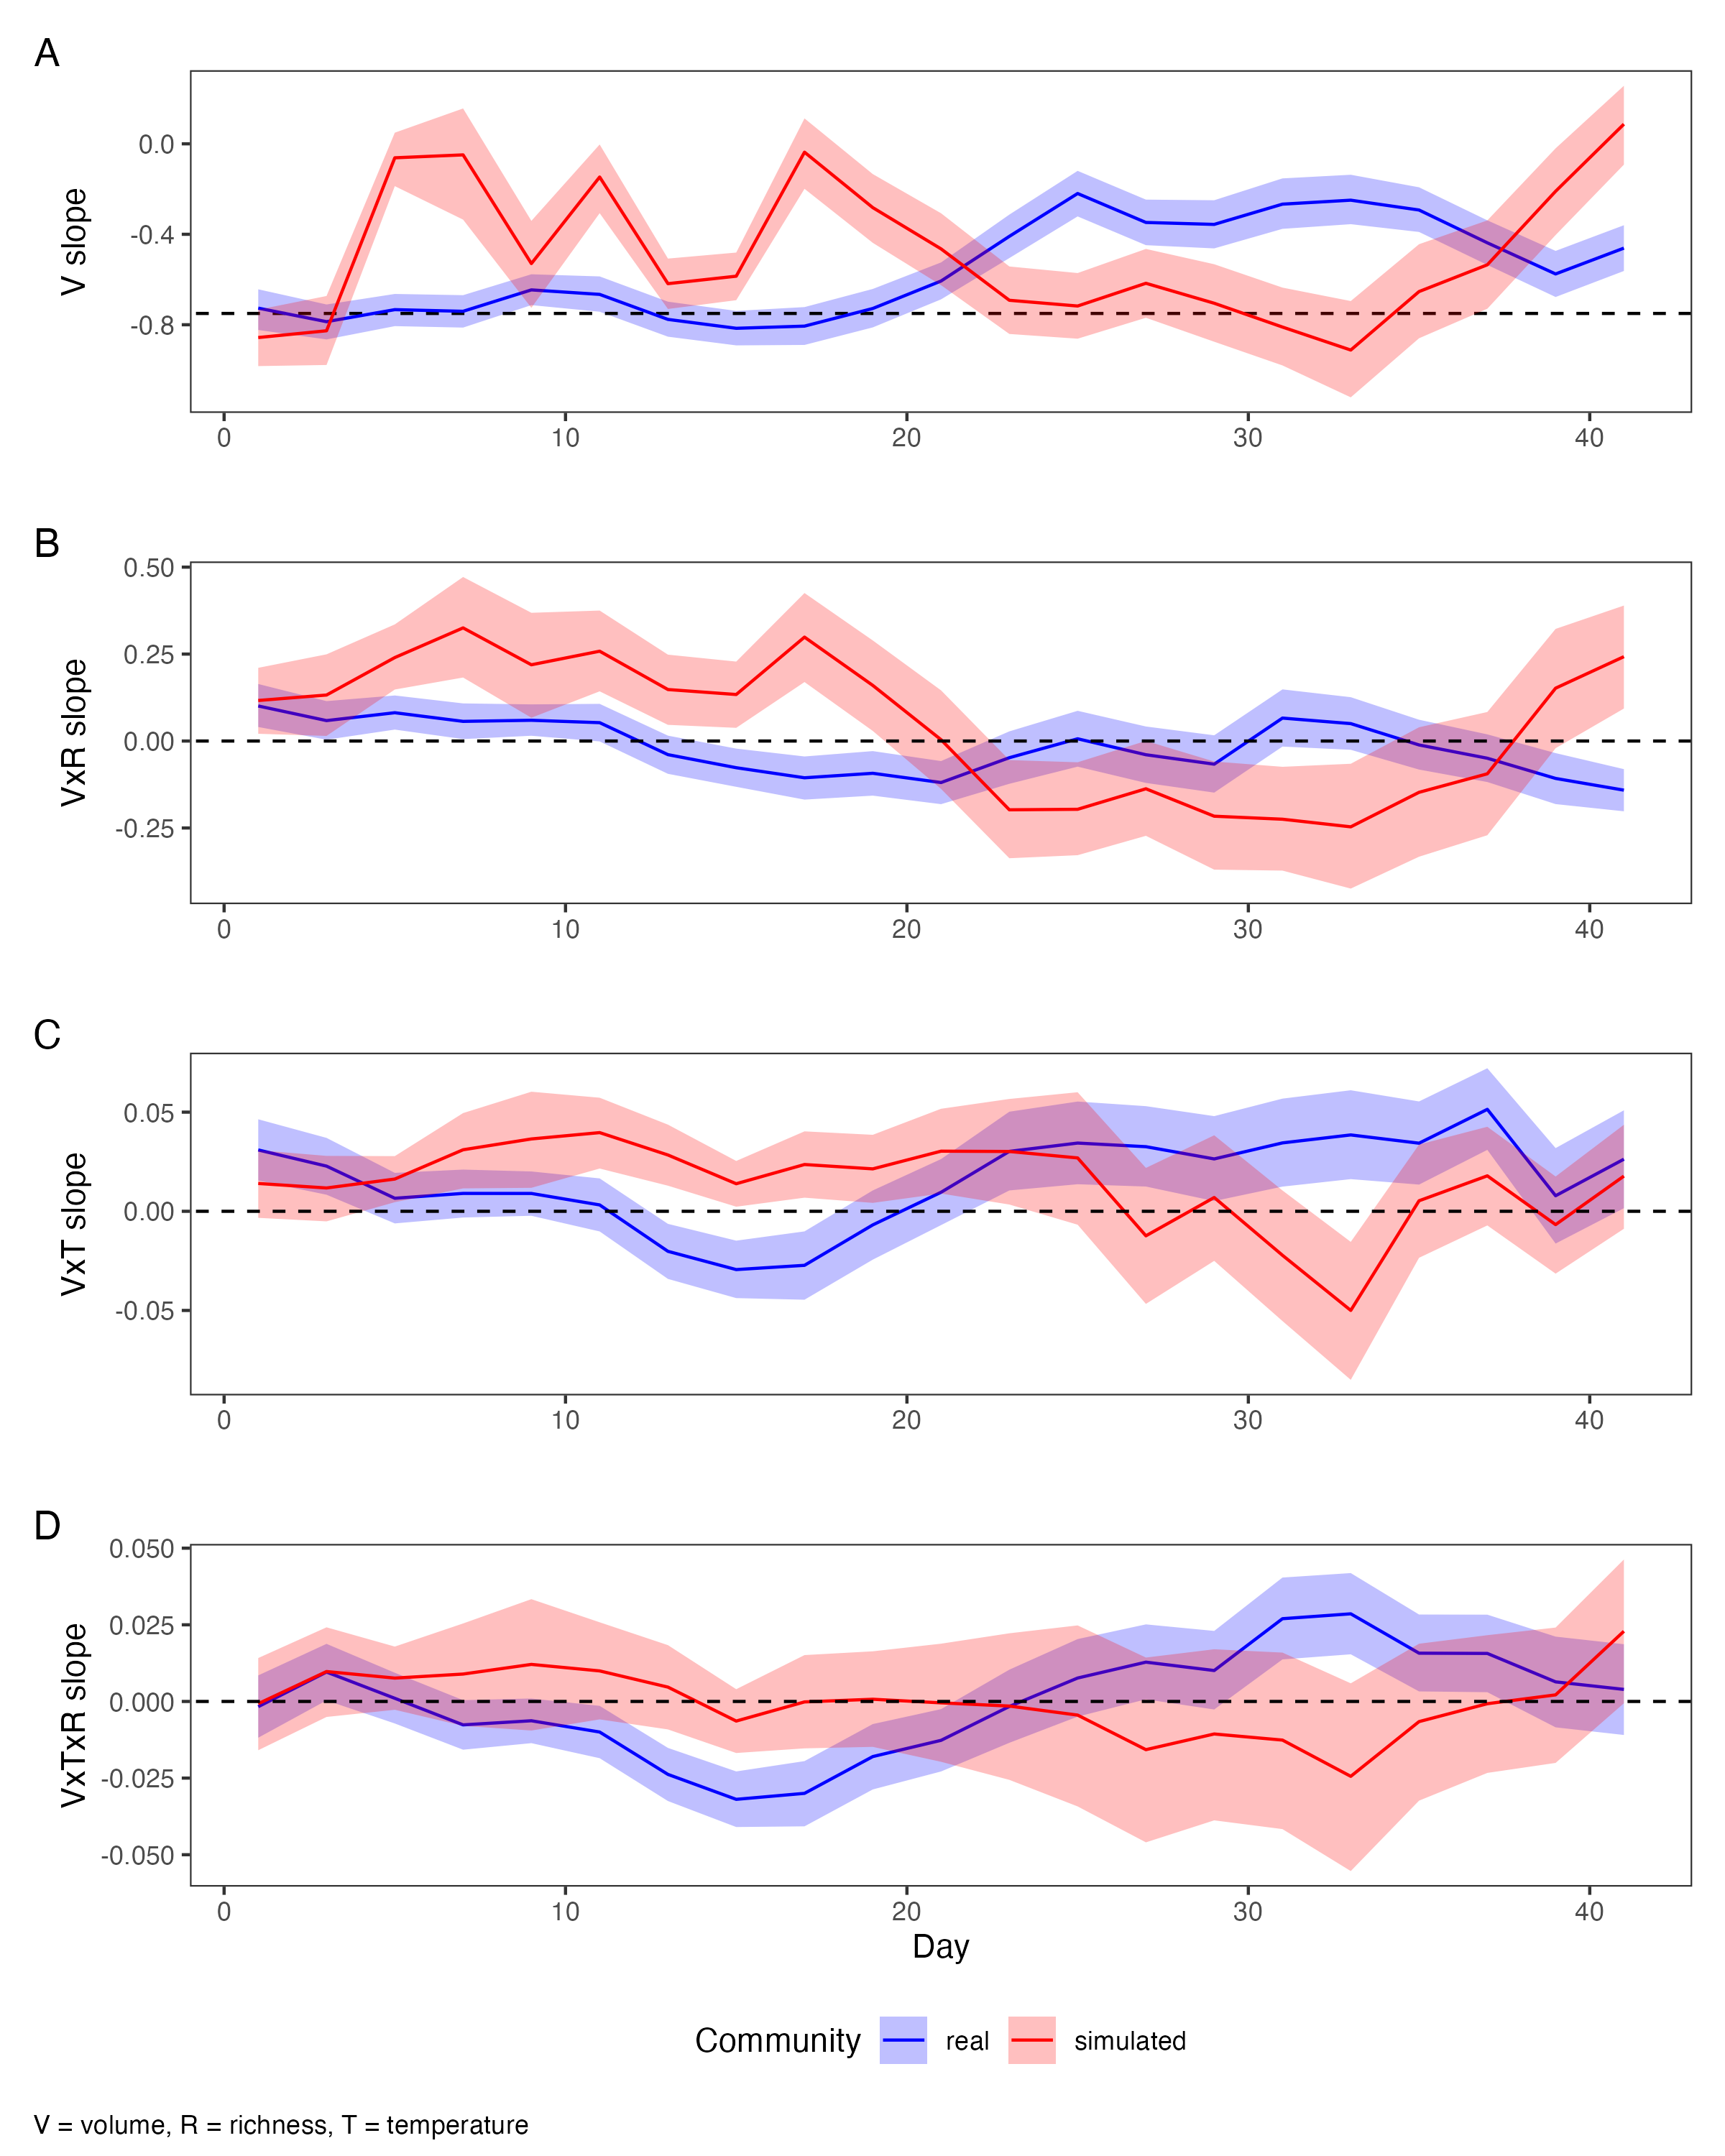 A
V slope
0.0
-0.4
-0.8
0 10 20 30 40
B
VxR slope
0.50
0.25
0.00
-0.25
0 10 20 30 40
C
VxT slope
0.05
0.00
-0.05
0 10 20 30 40
D
VxTxR slope
0.050
0.025
0.000
-0.025
-0.050
0 10 20 30 40
Day
Community real simulated
V = volume, R = richness, T = temperature